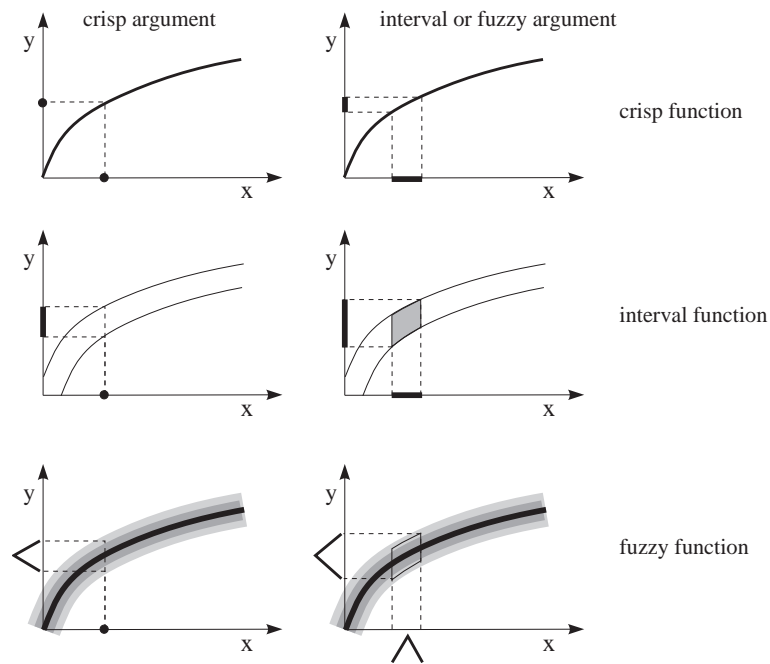 crisp argument
interval or fuzzy argument
y
x
y
x
crisp function
y
x
y
x
interval function
y
x
y
x
fuzzy function